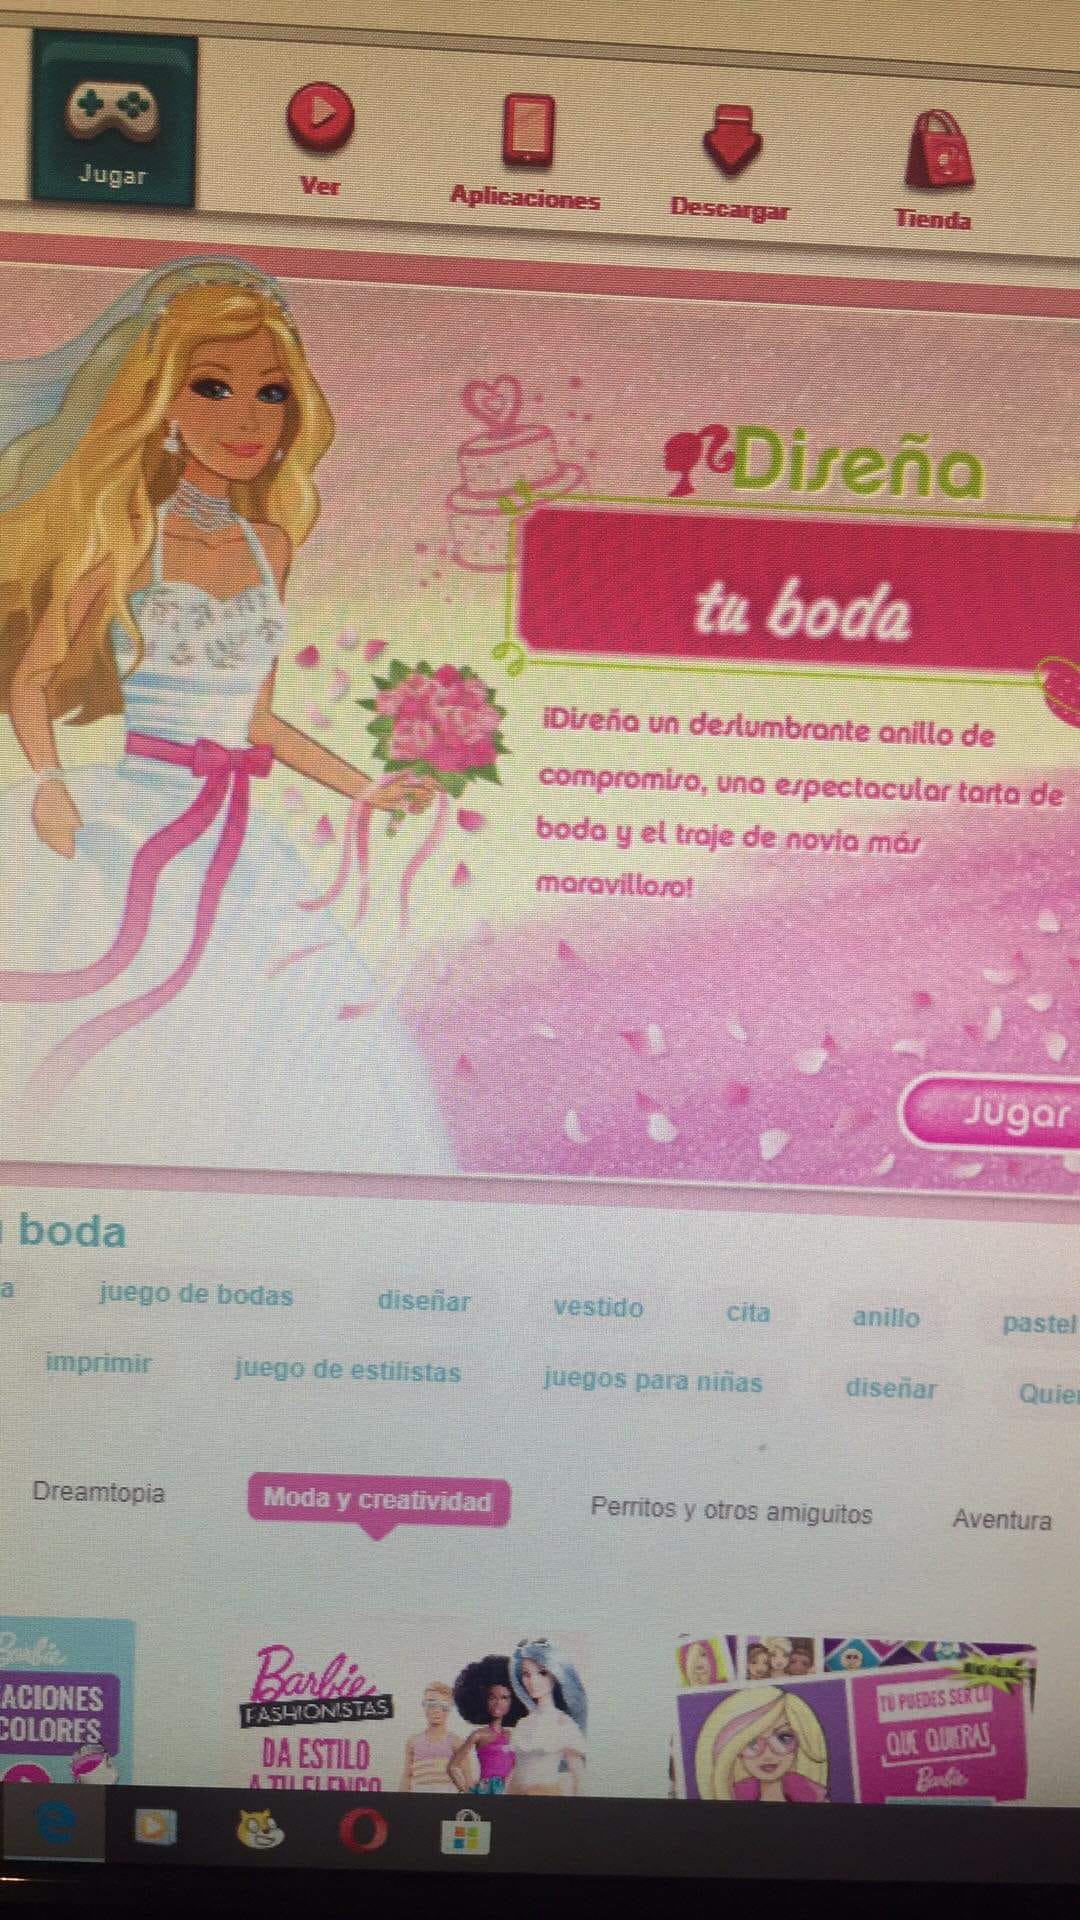 Jugar
Ver
Aplicaciones
Descargar
Tienda
Diseña
tu boda
¡Diseña un deslumbrante anillo de
compromiso, una espectacular tarta de
boda y el traje de novia más
maravilloso!
Jugar
boda
a juego de bodas diseñar vestido cita anillo pastel
imprimir juego de estilistas juegos para niñas diseñar Quier
Dreamtopia Moda y creatividad Perritos y otros amiguitos Aventura
Barbie
ACIONES
COLORES
Barbie
FASHIONISTAS
DA ESTILO
A TU ELENCO
TÚ PUEDES SER LO
QUE QUIERAS
Barbie